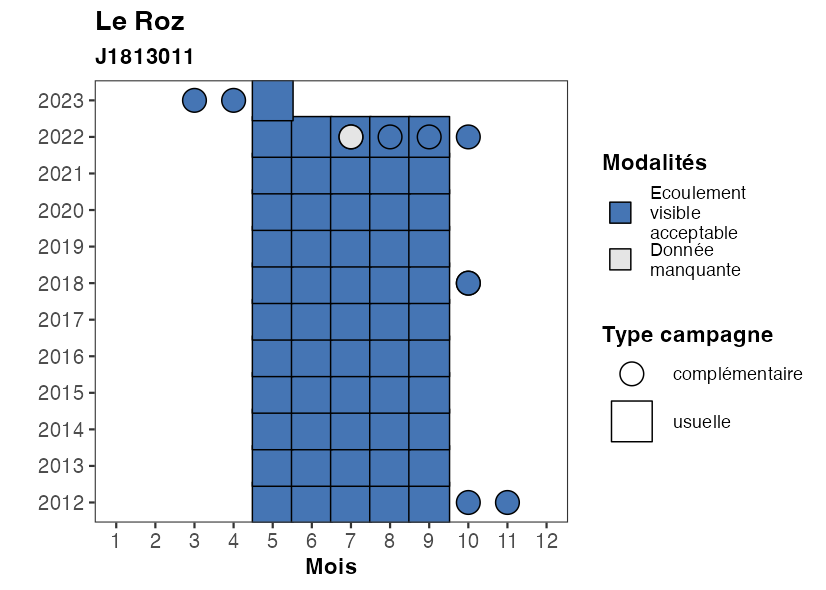 Le Roz
J1813011
2023
2022
2021
2020
2019
2018
2017
2016
2015
2014
2013
2012
1 2 3 4 5 6 7 8 9 10 11 12
Mois
Modalités
Ecoulement
visible
acceptable
Donnée
manquante
Type campagne
complémentaire
usuelle